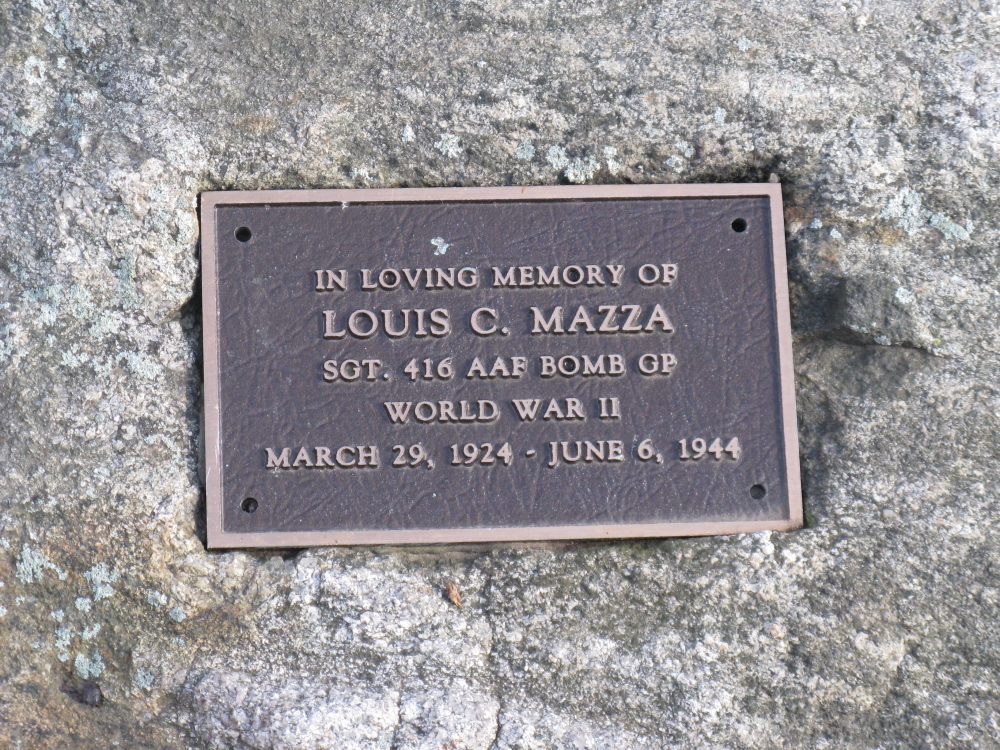 IN LOVING MEMORY OF
LOUIS C. MAZZA
SGT. 416 AAF BOMB GP
WORLD WAR II
MARCH 29, 1924 - JUNE 6, 1944